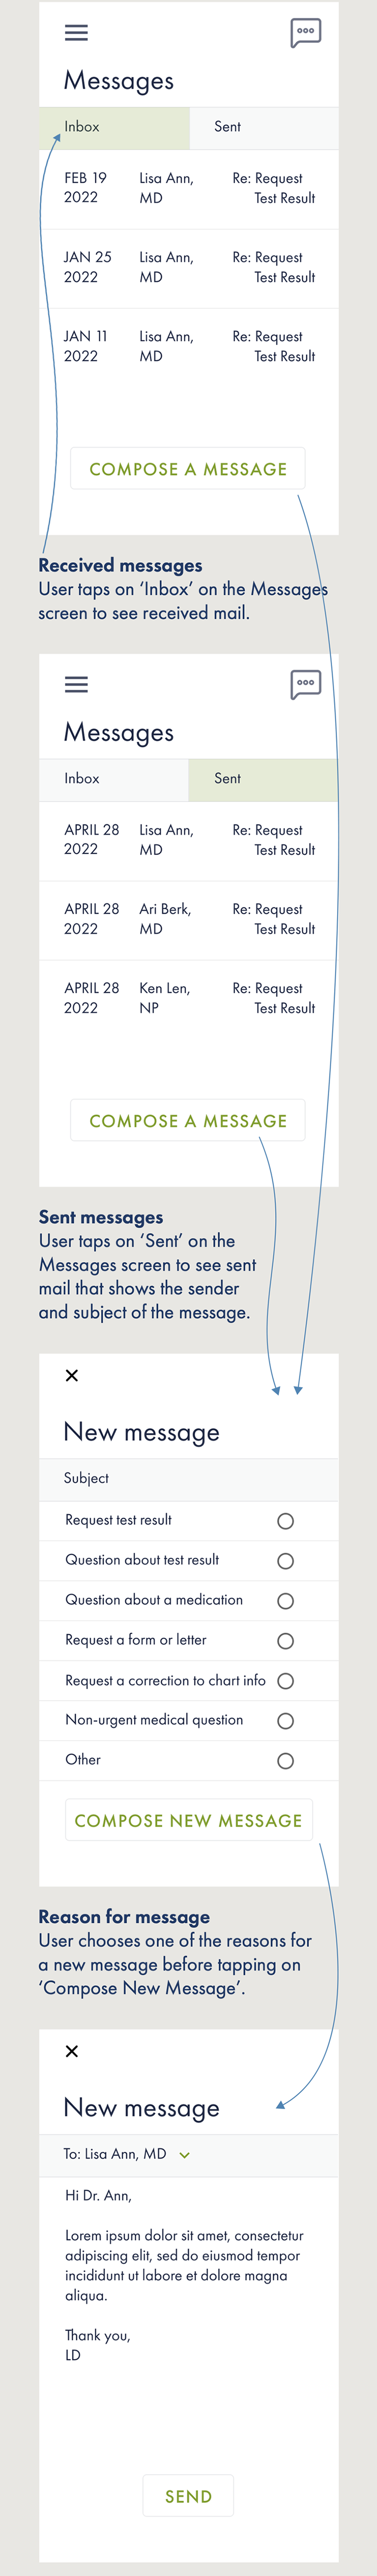 Messages
Inbox Sent
FEB 19 Lisa Ann, Re: Request
2022 MD Test Result
JAN 25 Lisa Ann, Re: Request
2022 MD Test Result
JAN 11 Lisa Ann, Re: Request
2022 MD Test Result
COMPOSE A MESSAGE
Received messages
User taps on ‘Inbox’ on the Messages
screen to see received mail.
Messages
Inbox Sent
APRIL 28 Lisa Ann, Re: Request
2022 MD Test Result
APRIL 28 Ari Berk, Re: Request
2022 MD Test Result
APRIL 28 Ken Len, Re: Request
2022 NP Test Result
COMPOSE A MESSAGE
Sent messages
User taps on ‘Sent’ on the
Messages screen to see sent
mail that shows the sender
and subject of the message.
New message
Subject
Request test result
Question about test result
Question about a medication
Request a form or letter
Request a correction to chart info
Non-urgent medical question
Other
COMPOSE NEW MESSAGE
Reason for message
User chooses one of the reasons for
a new message before tapping on
‘Compose New Message’.
New message
To: Lisa Ann, MD
Hi Dr. Ann,
Lorem ipsum dolor sit amet, consectetur
adipiscing elit, sed do eiusmod tempor
incididunt ut labore et dolore magna
aliqua.
Thank you,
LD
SEND